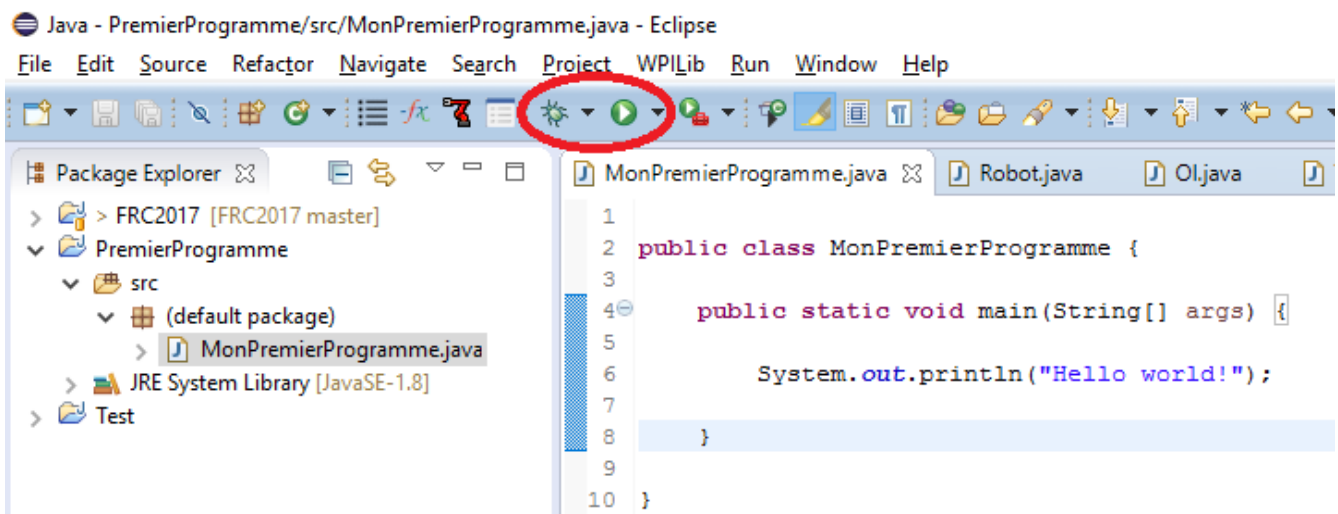 Java - PremierProgramme/src/MonPremierProgramme.java - Eclipse
File Edit Source Refactor Navigate Search Project WPILib Run Window Help
Package Explorer
MonPremierProgramme.java Robot.java OI.java
> FRC2017 [FRC2017 master]
PremierProgramme
src
(default package)
MonPremierProgramme.java
JRE System Library [JavaSE-1.8]
Test
1
2 public class MonPremierProgramme {
3
4 public static void main(String[] args) {
5
6 System.out.println("Hello world!");
7
8 }
9
10 }